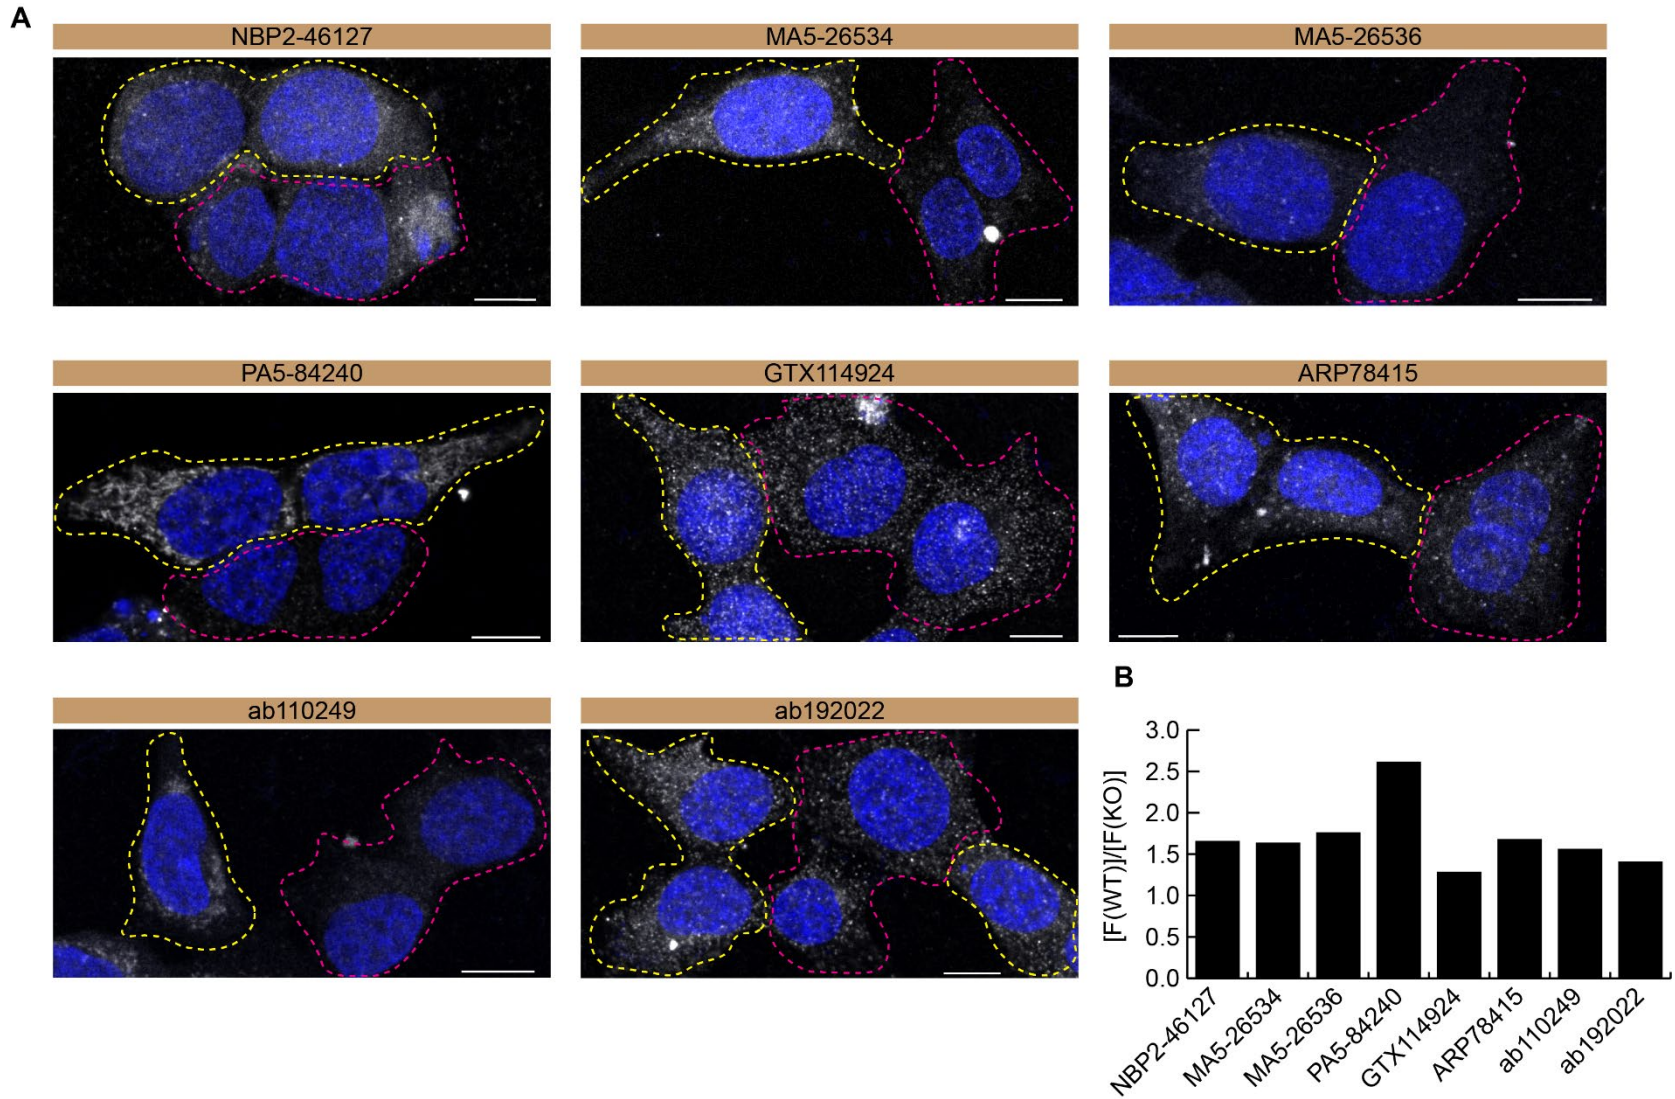 A
NBP2-46127
MA5-26534
MA5-26536
PA5-84240
GTX114924
ARP78415
ab110249
ab192022
B
[F(WT)]/[F(KO)]
3.0
2.5
2.0
1.5
1.0
0.5
0.0
NBP2-46127
MA5-26534
MA5-26536
PA5-84240
GTX114924
ARP78415
ab110249
ab192022